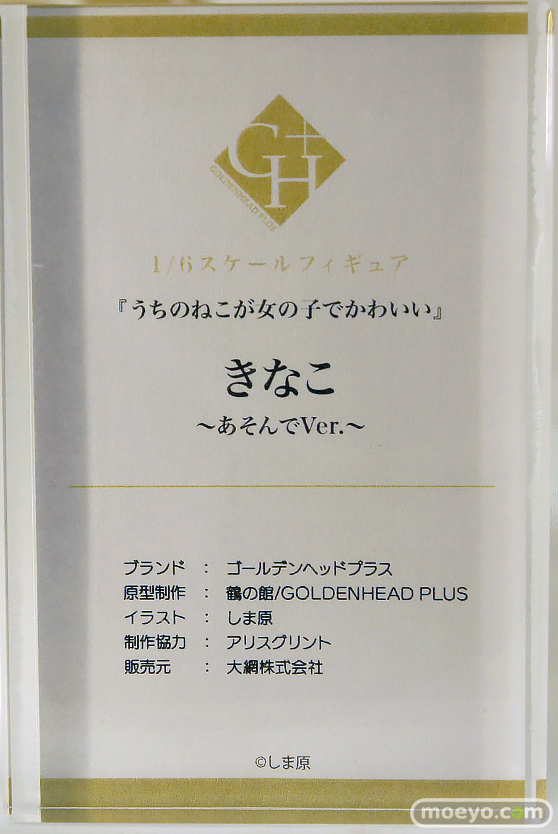 G+H
GOLDENHEAD PLUS
1/6スケールフィギュア
『うちのねこが女の子でかわいい』
きなこ
～あそんでVer.～
ブランド ： ゴールデンヘッドプラス
原型制作 ： 鶴の館/GOLDENHEAD PLUS
イラスト ： しま原
制作協力 ： アリスグリント
販売元 ： 大網株式会社
©しま原
moeyo.com